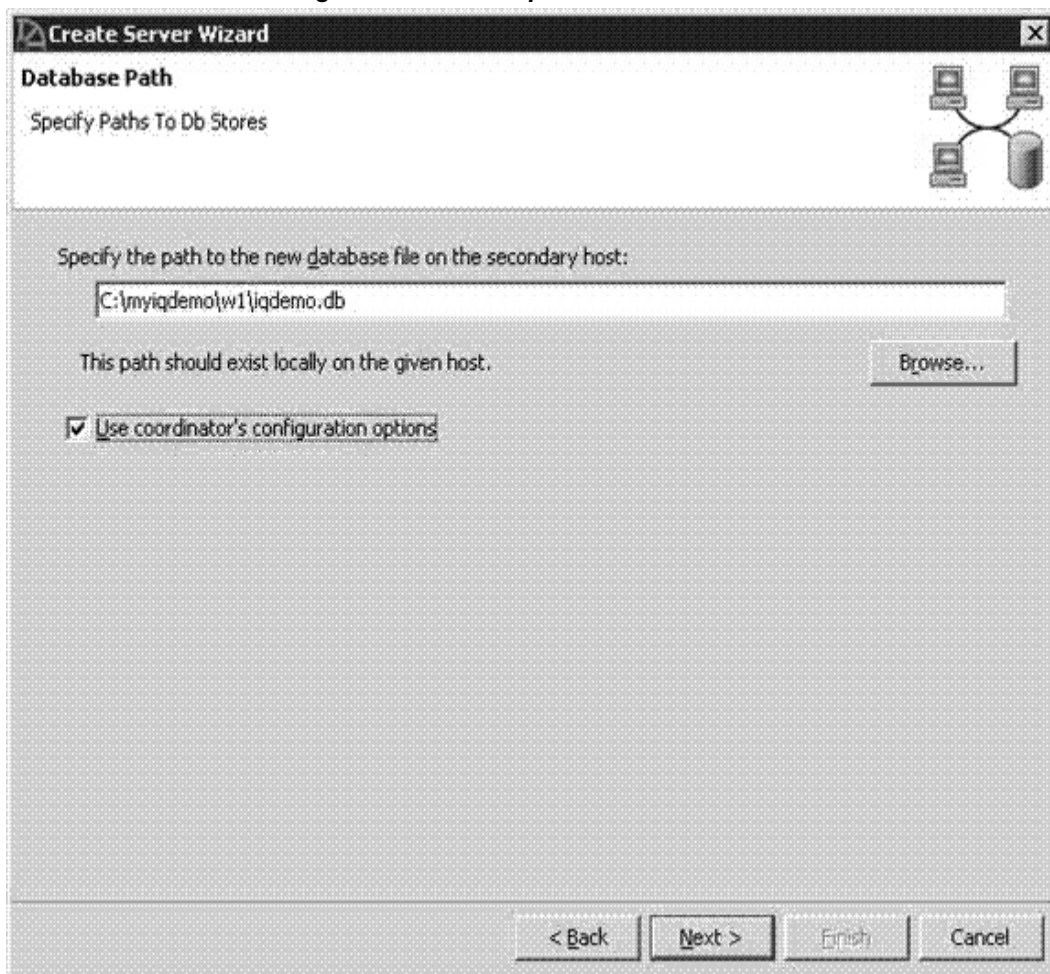 Create Server Wizard
Database Path
Specify Paths To Db Stores
Specify the path to the new database file on the secondary host:
C:\myiqdemo\w1\iqdemo.db
This path should exist locally on the given host.
Browse...
Use coordinator's configuration options
< Back Next > Finish Cancel